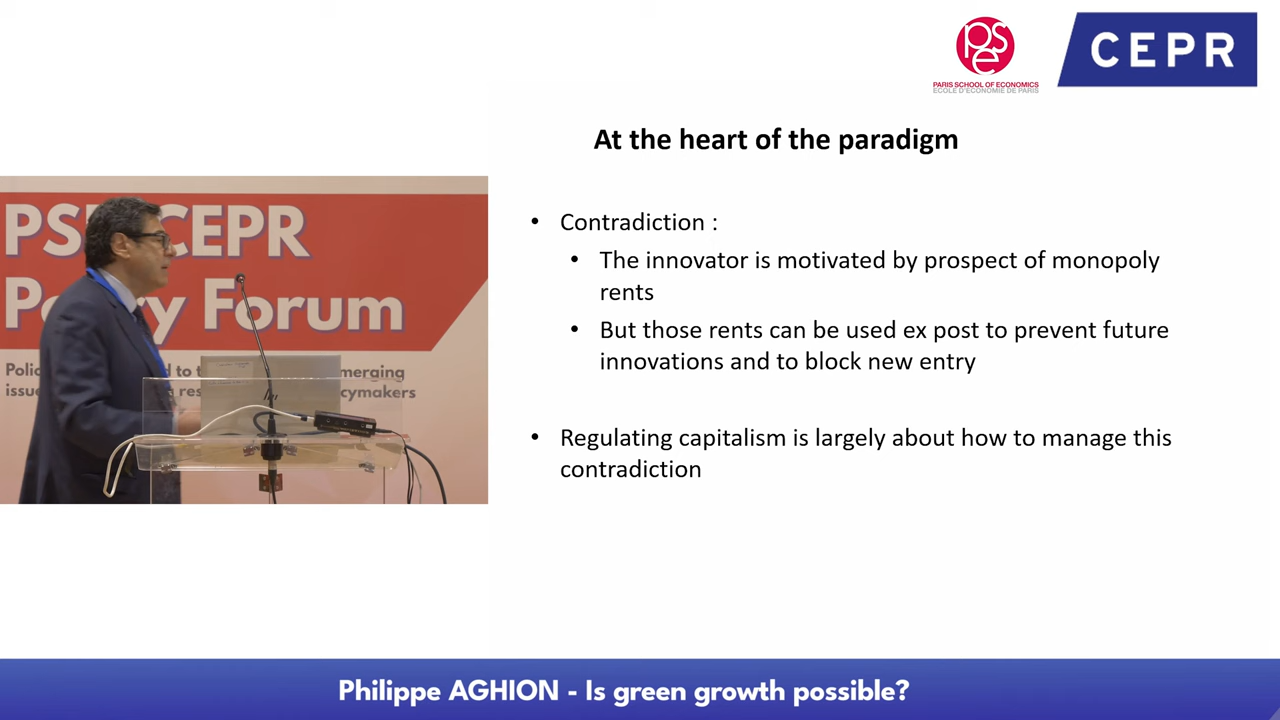 pse
PARIS SCHOOL OF ECONOMICS
ECOLE D'ECONOMIE DE PARIS
CEPR
At the heart of the paradigm
• Contradiction :
• The innovator is motivated by prospect of monopoly
rents
• But those rents can be used ex post to prevent future
innovations and to block new entry
• Regulating capitalism is largely about how to manage this
contradiction
CEPR
Forum
Philippe AGHION - Is green growth possible?